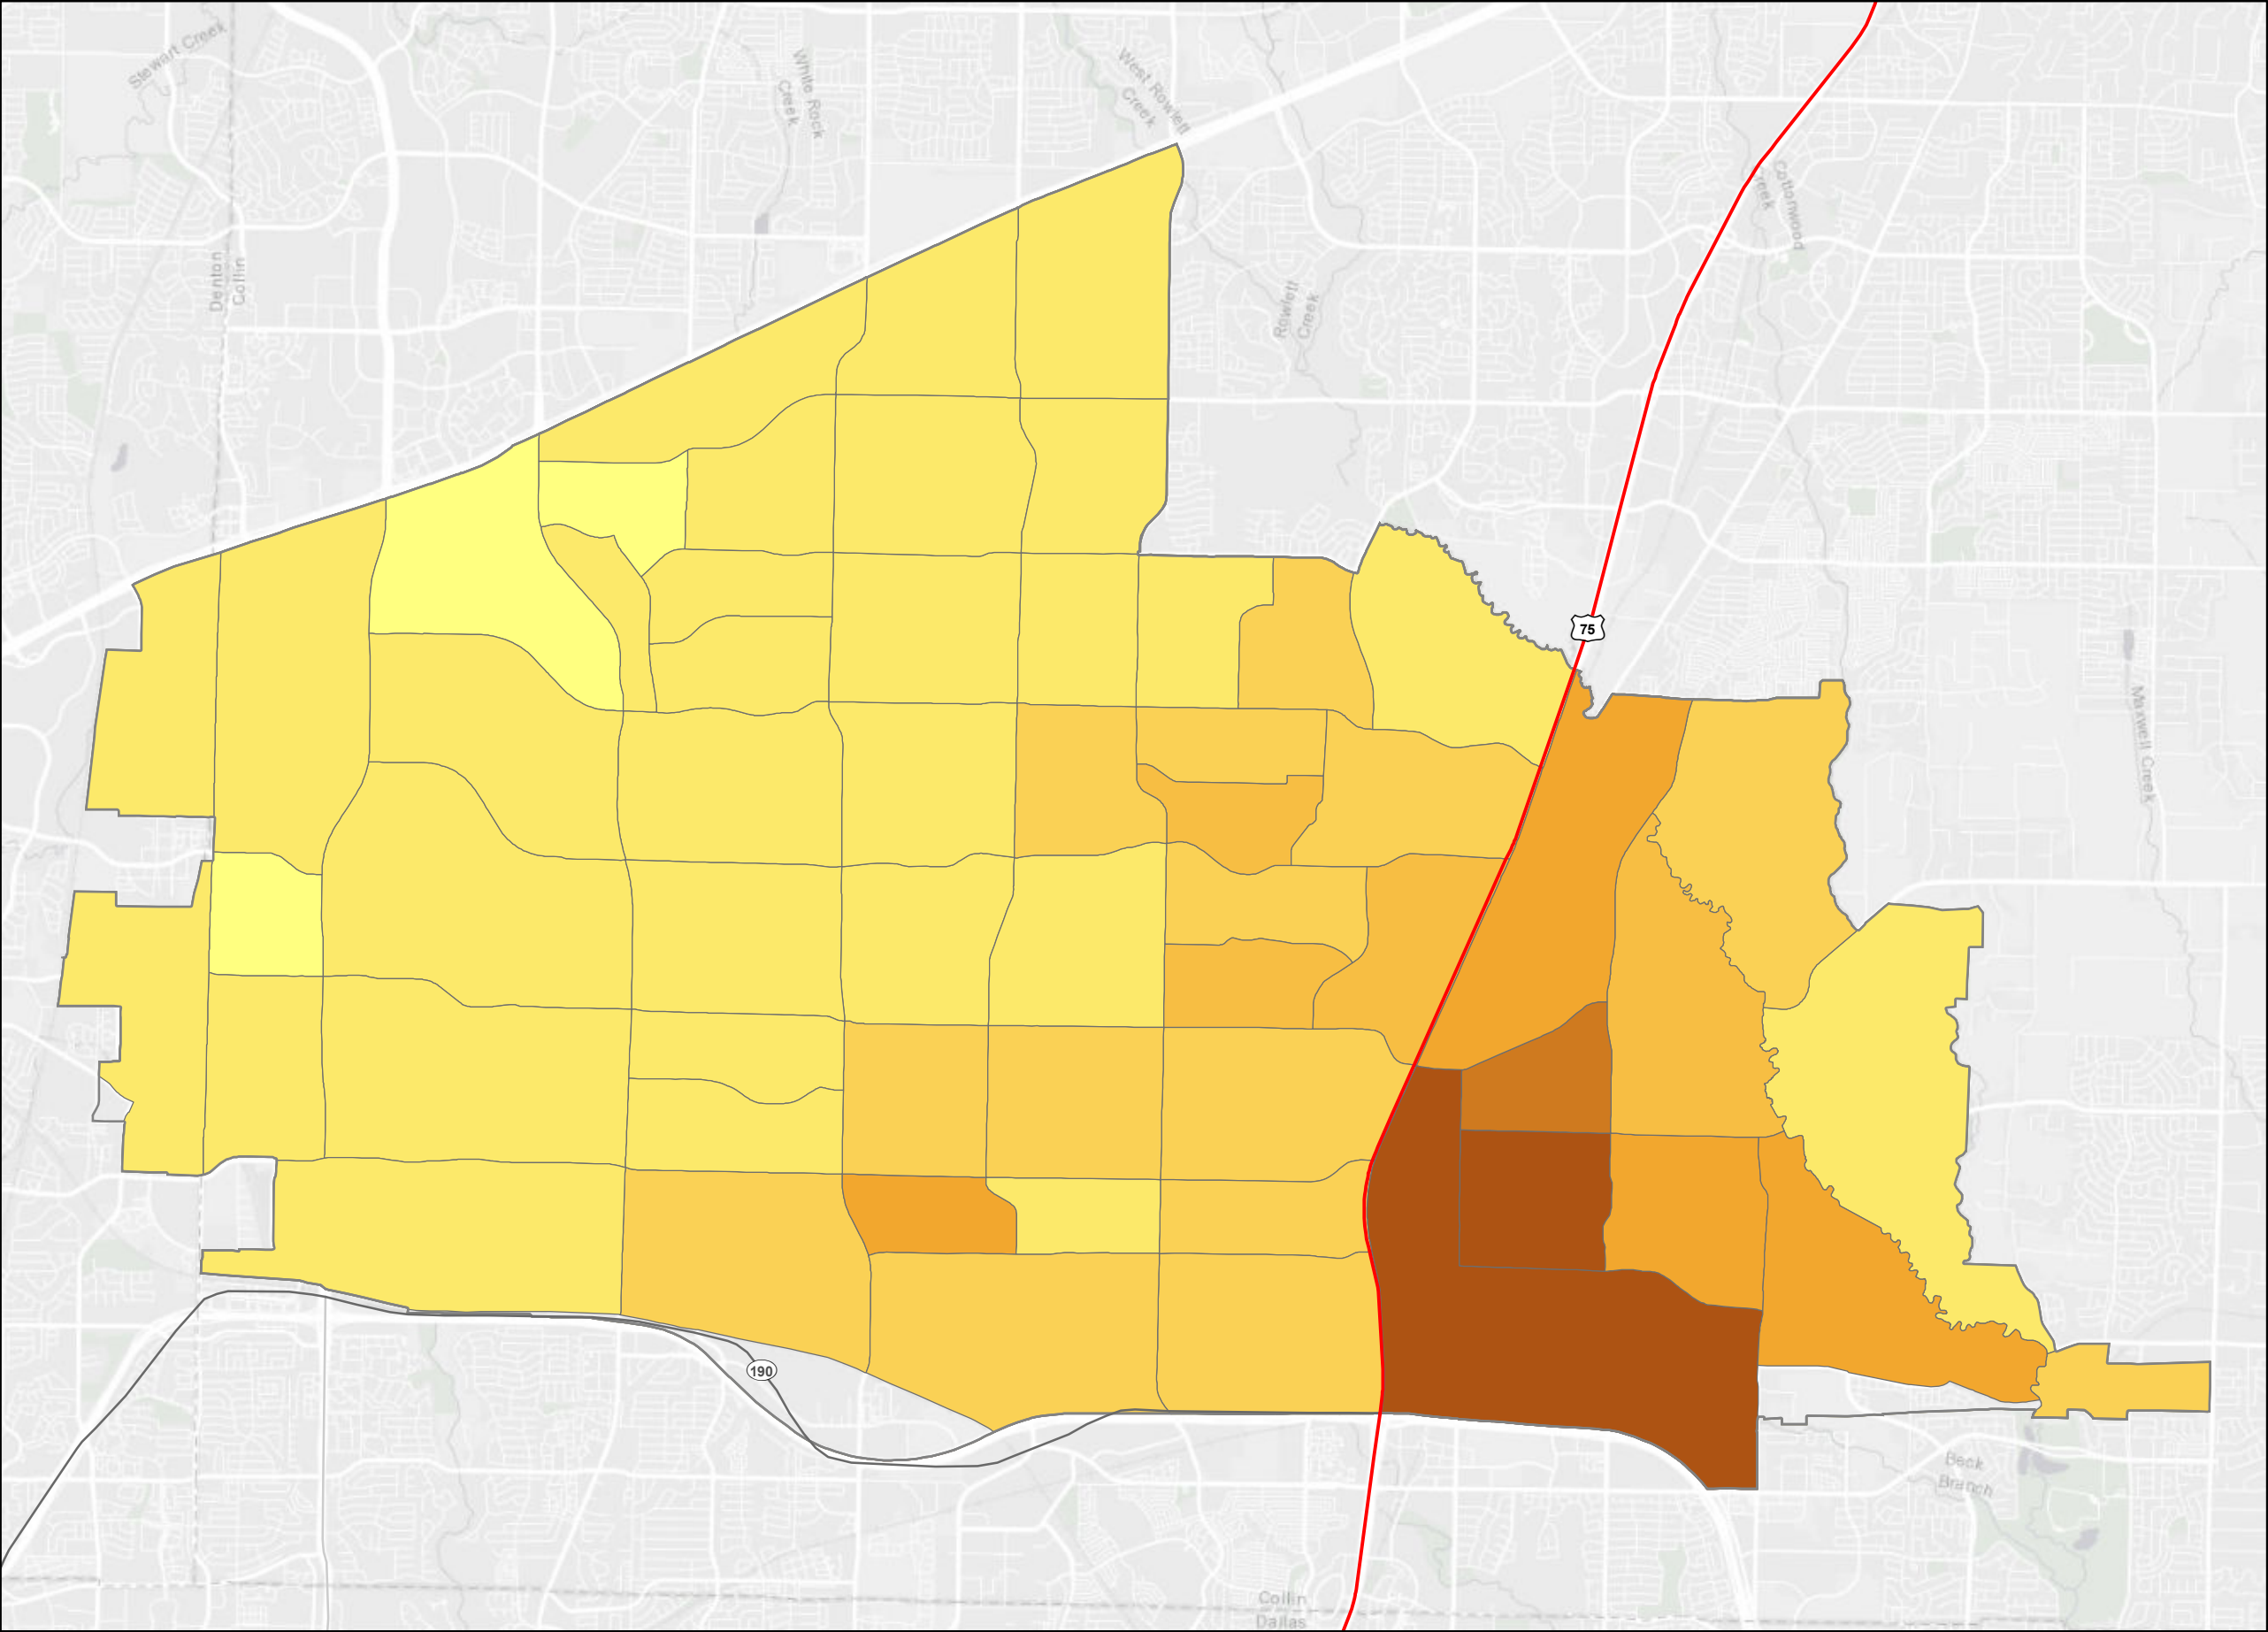 Stewart Creek
White Rock
Creek
West Rowlett
Creek
Cottonwood
Creek
Denton
Collin
Rowlett
Creek
75
Maxwell Creek
190
Beck
Branch
Collin
Dallas